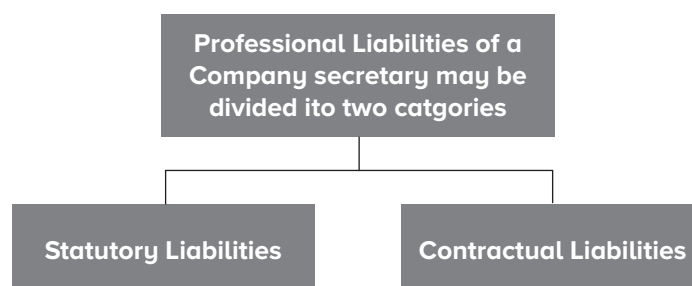 Professional Liabilities of a
Company secretary may be
divided ito two catgories
Statutory Liabilities
Contractual Liabilities